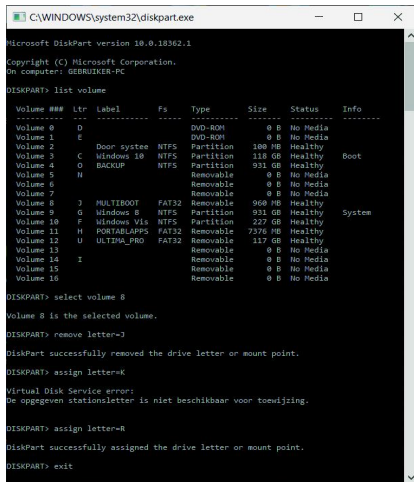 C:\WINDOWS\system32\diskpart.exe
Microsoft DiskPart version 10.0.18362.1
Copyright (C) Microsoft Corporation.
On computer: GEBRUIKER-PC
DISKPART> list volume
Volume ### Ltr Label Fs Type Size Status Info
---------- --- ----------- ----- ---------- ------- --------- --------
Volume 0 D DVD-ROM 0 B No Media
Volume 1 E DVD-ROM 0 B No Media
Volume 2 Door systee NTFS Partition 100 MB Healthy
Volume 3 C Windows 10 NTFS Partition 118 GB Healthy Boot
Volume 4 O BACKUP NTFS Partition 931 GB Healthy
Volume 5 N Removable 0 B No Media
Volume 6 Removable 0 B No Media
Volume 7 Removable 0 B No Media
Volume 8 J MULTIBOOT FAT32 Removable 960 MB Healthy
Volume 9 G Windows 8 NTFS Partition 931 GB Healthy System
Volume 10 F Windows Vis NTFS Partition 227 GB Healthy
Volume 11 H PORTABLAPPS FAT32 Removable 7376 MB Healthy
Volume 12 U ULTIMA_PRO FAT32 Removable 117 GB Healthy
Volume 13 Removable 0 B No Media
Volume 14 I Removable 0 B No Media
Volume 15 Removable 0 B No Media
Volume 16 Removable 0 B No Media
DISKPART> select volume 8
Volume 8 is the selected volume.
DISKPART> remove letter=J
DiskPart successfully removed the drive letter or mount point.
DISKPART> assign letter=K
Virtual Disk Service error:
De opgegeven stationsletter is niet beschikbaar voor toewijzing.
DISKPART> assign letter=R
DiskPart successfully assigned the drive letter or mount point.
DISKPART> exit